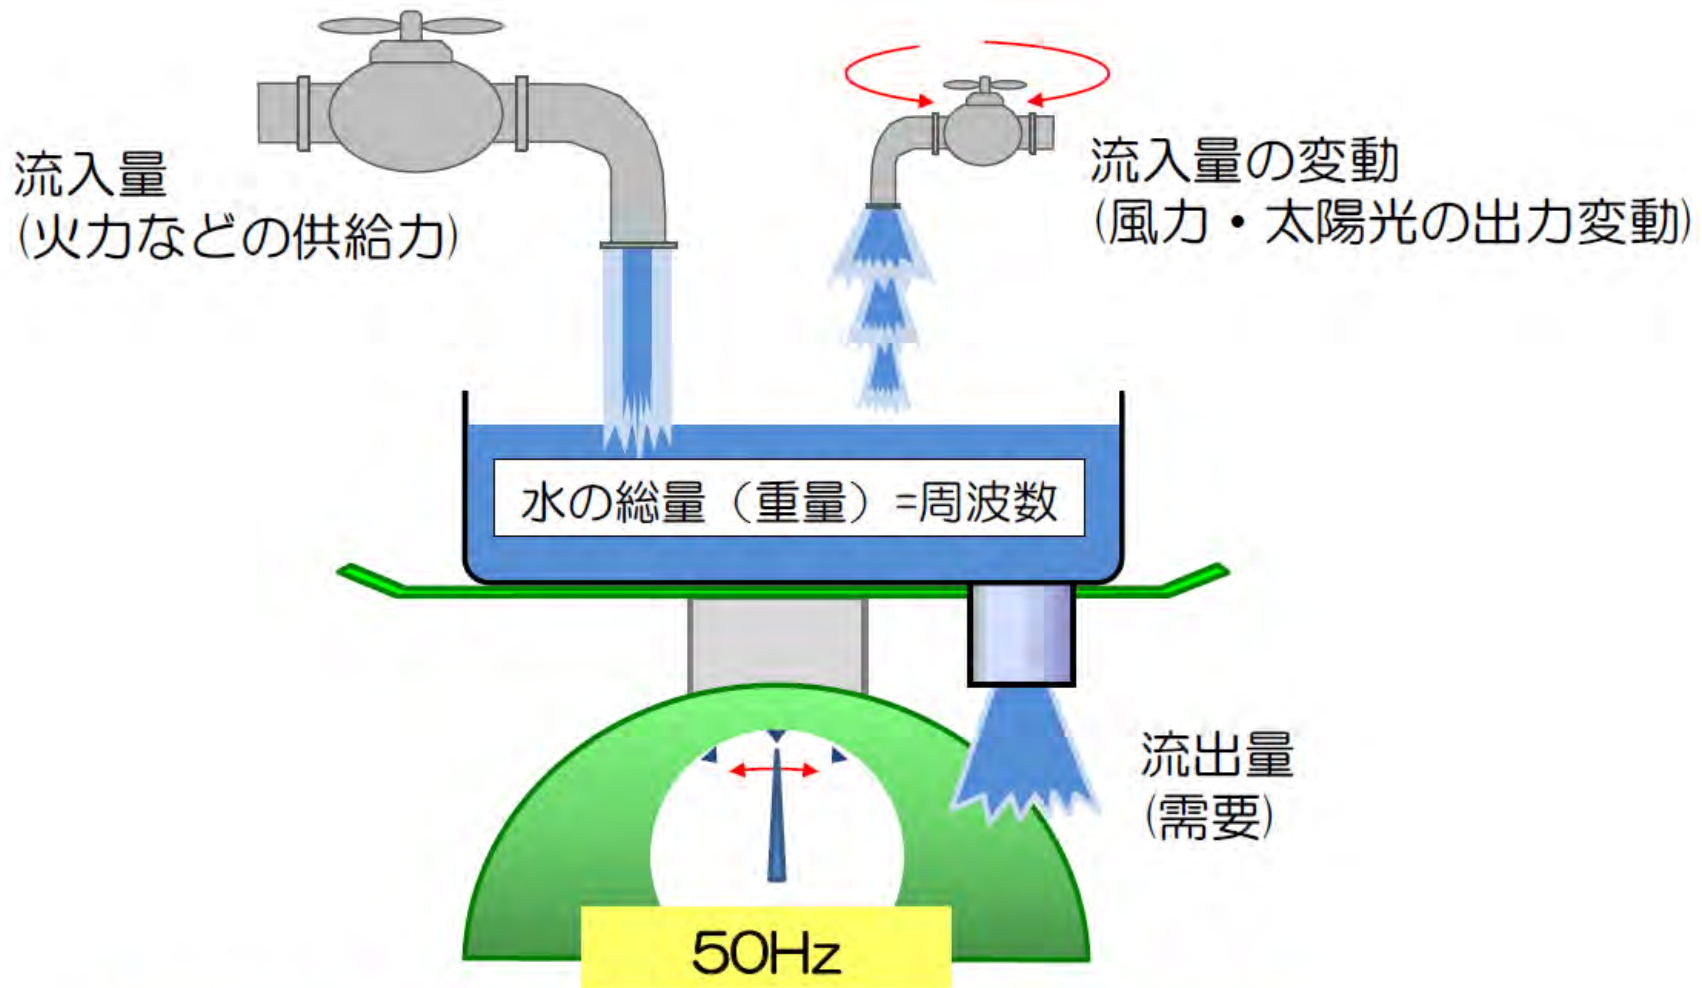 流入量
(火力などの供給力)
流入量の変動
(風力・太陽光の出力変動)
水の総量（重量）=周波数
流出量
(需要)
50Hz